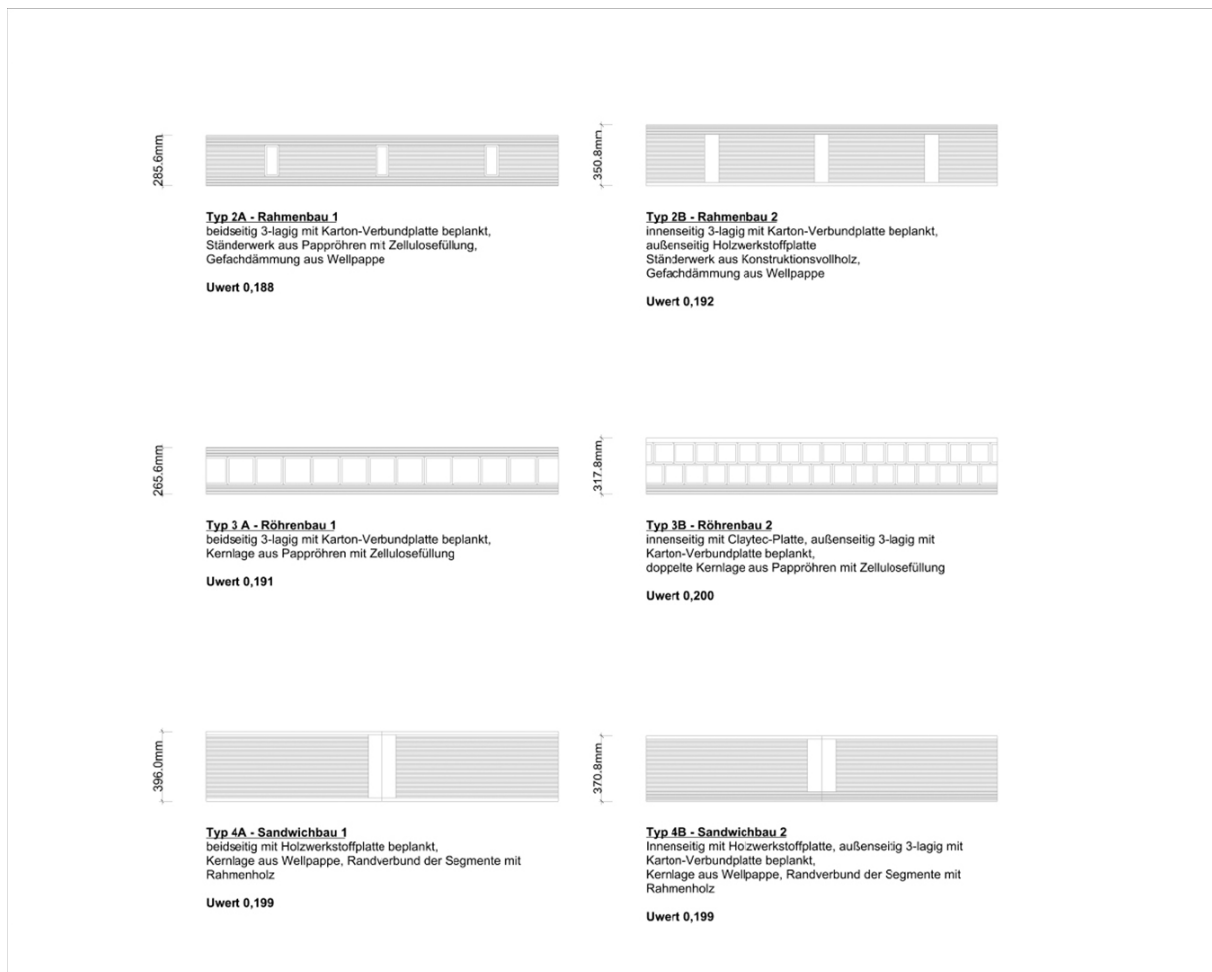 285.6mm
Typ 2A - Rahmenbau 1
beidseitig 3-lagig mit Karton-Verbundplatte beplankt,
Ständerwerk aus Pappröhren mit Zellulosefüllung,
Gefachdämmung aus Wellpappe
Uwert 0,188
350.8mm
Typ 2B - Rahmenbau 2
innenseitig 3-lagig mit Karton-Verbundplatte beplankt,
außenseitig Holzwerkstoffplatte
Ständerwerk aus Konstruktionsvollholz,
Gefachdämmung aus Wellpappe
Uwert 0,192
265.6mm
Typ 3 A - Röhrenbau 1
beidseitig 3-lagig mit Karton-Verbundplatte beplankt,
Kernlage aus Pappröhren mit Zellulosefüllung
Uwert 0,191
317.8mm
Typ 3B - Röhrenbau 2
innenseitig mit Claytec-Platte, außenseitig 3-lagig mit
Karton-Verbundplatte beplankt,
doppelte Kernlage aus Pappröhren mit Zellulosefüllung
Uwert 0,200
396.0mm
Typ 4A - Sandwichbau 1
beidseitig mit Holzwerkstoffplatte beplankt,
Kernlage aus Wellpappe, Randverbund der Segmente mit
Rahmenholz
Uwert 0,199
370.8mm
Typ 4B - Sandwichbau 2
Innenseitig mit Holzwerkstoffplatte, außenseitig 3-lagig mit
Karton-Verbundplatte beplankt,
Kernlage aus Wellpappe, Randverbund der Segmente mit
Rahmenholz
Uwert 0,199